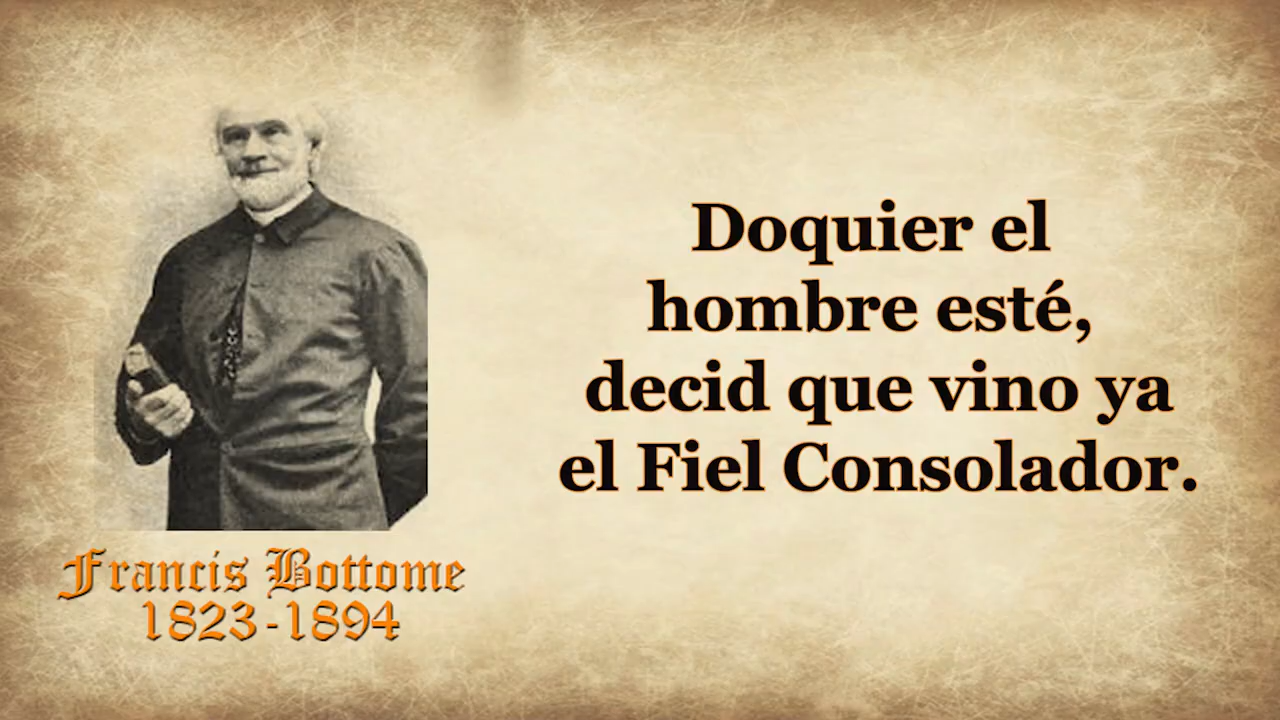 Doquier el
hombre esté,
decid que vino ya
el Fiel Consolador.
Francis Bottome
1823-1894